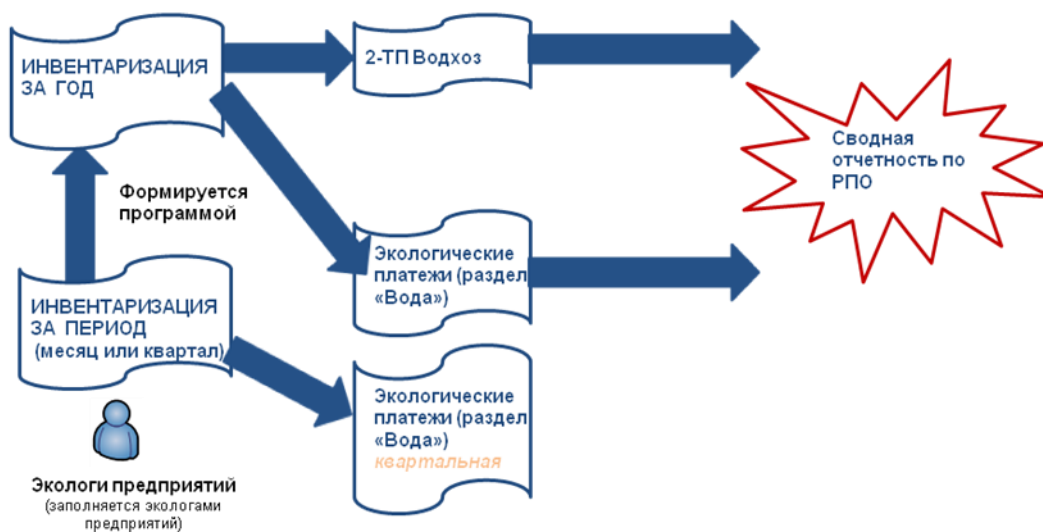 ИНВЕНТАРИЗАЦИЯ
ЗА ГОД
2-ТП Водхоз
Сводная
отчетность по
РПО
Формируется
программой
Экологические
платежи (раздел
«Вода»)
ИНВЕНТАРИЗАЦИЯ
ЗА ПЕРИОД
(месяц или квартал)
Экологические
платежи (раздел
«Вода»)
квартальная
Экологи предприятий
(заполняется экологами
предприятий)